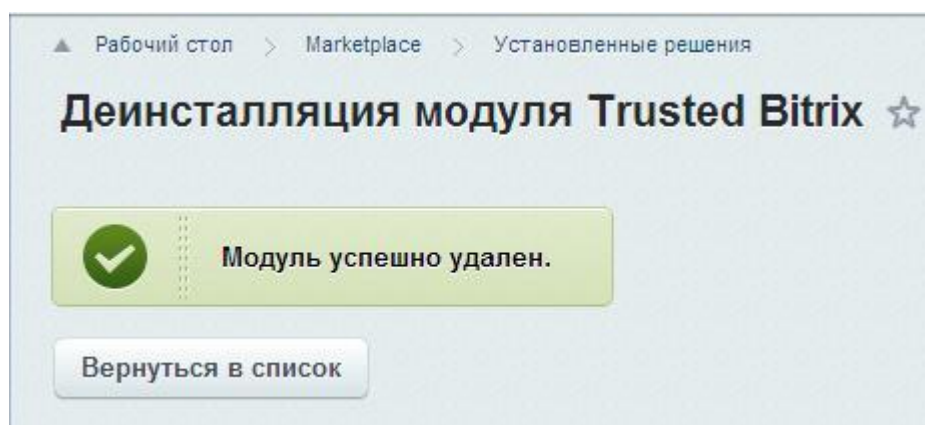 Рабочий стол > Marketplace > Установленные решения
Деинсталляция модуля Trusted Bitrix
Модуль успешно удален.
Вернуться в список